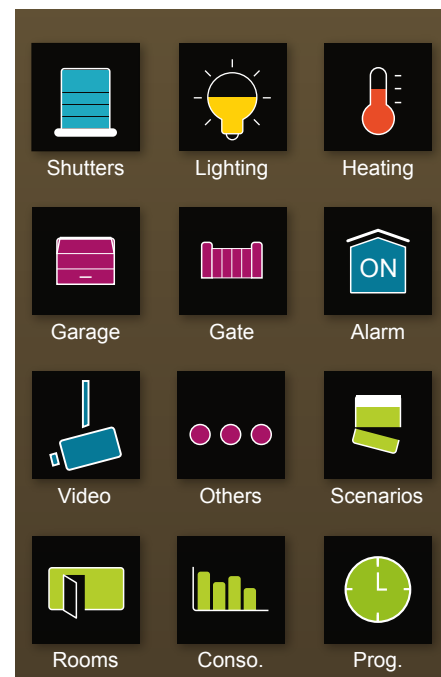 Shutters
Lighting
Heating
ON
Garage
Gate
Alarm
Video
Others
Scenarios
Rooms
Conso.
Prog.